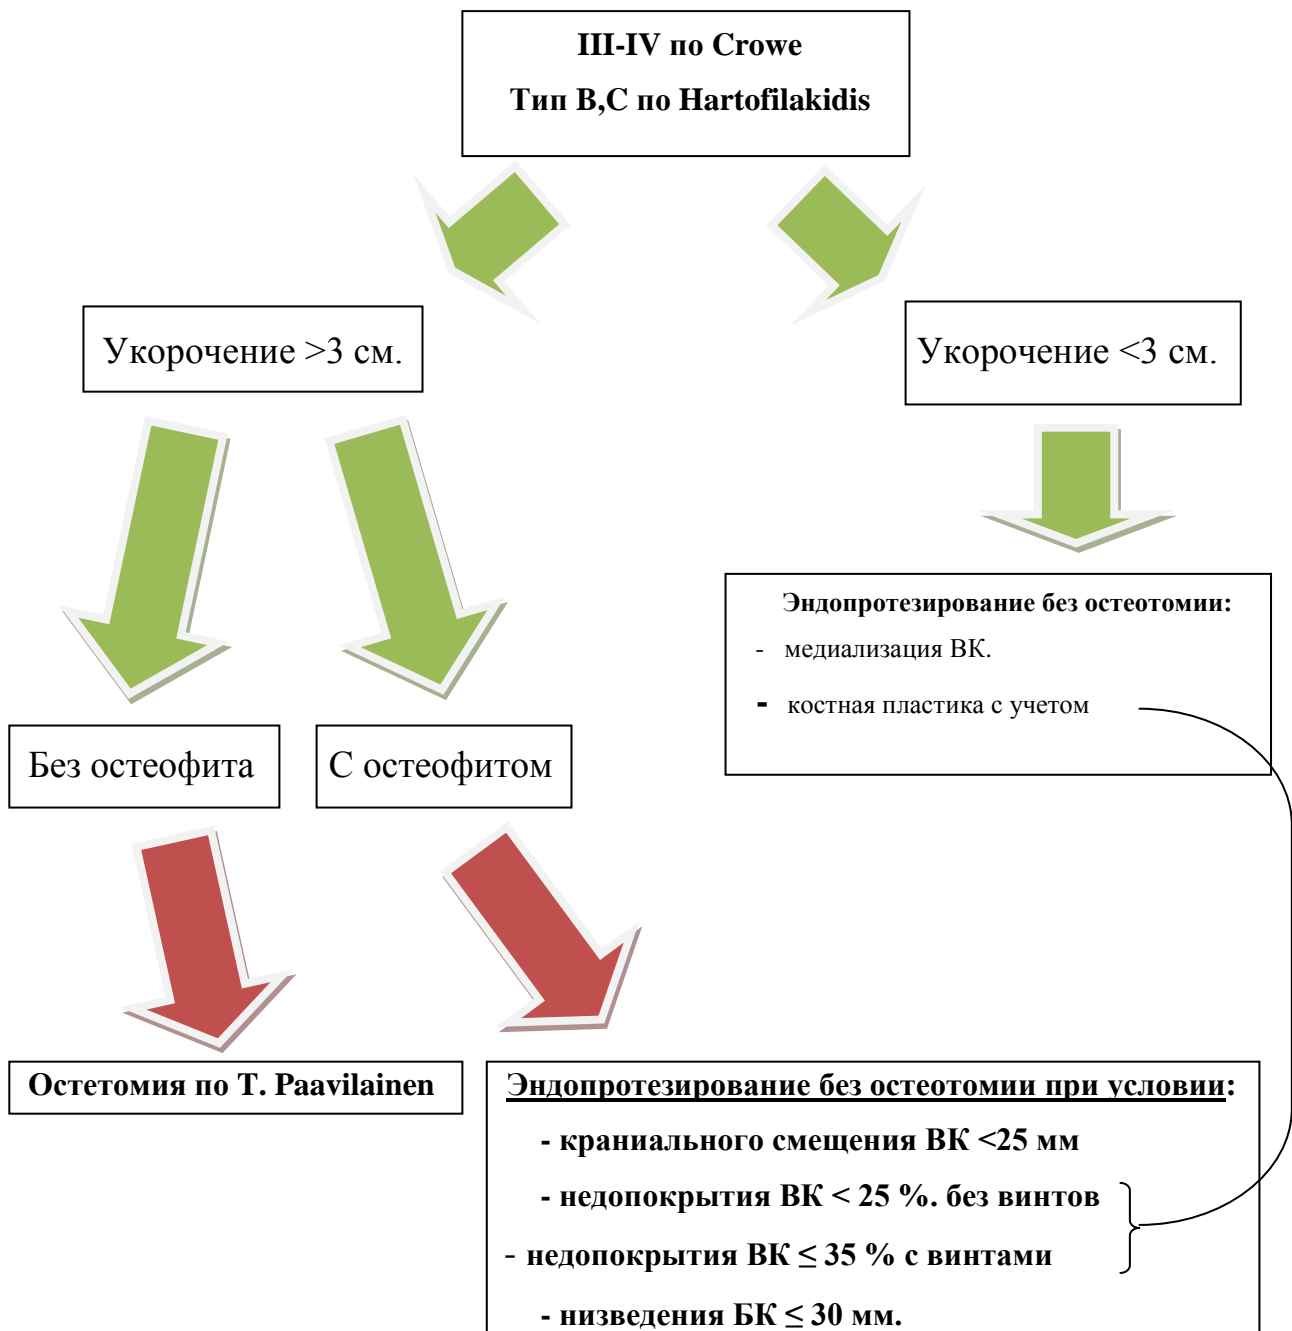 III-IV по Crowe
Тип B,C по Hartofilakidis
Укорочение >3 см.
Укорочение <3 см.
Эндопротезирование без остеотомии:
- медиализация ВК.
- костная пластика с учетом
Без остеофита
С остеофитом
Остетомия по T. Paavilainen
Эндопротезирование без остеотомии при условии:
- краниального смещения ВК <25 мм
- недопокрытия ВК < 25 %. без винтов
- недопокрытия ВК ≤ 35 % с винтами
- низведения БК ≤ 30 мм.